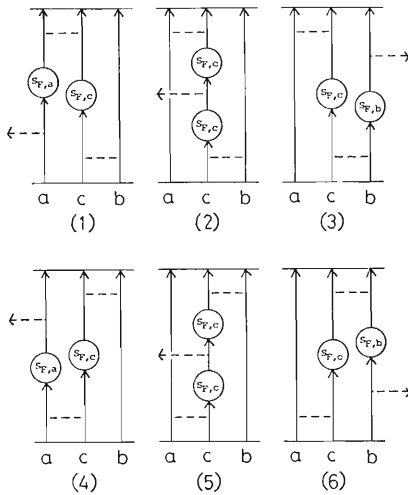 S_F,a S_F,c
a c b
(1)
S_F,c
S_F,c
a c b
(2)
S_F,c S_F,b
a c b
(3)
S_F,a S_F,c
a c b
(4)
S_F,c
S_F,c
a c b
(5)
S_F,c S_F,b
a c b
(6)